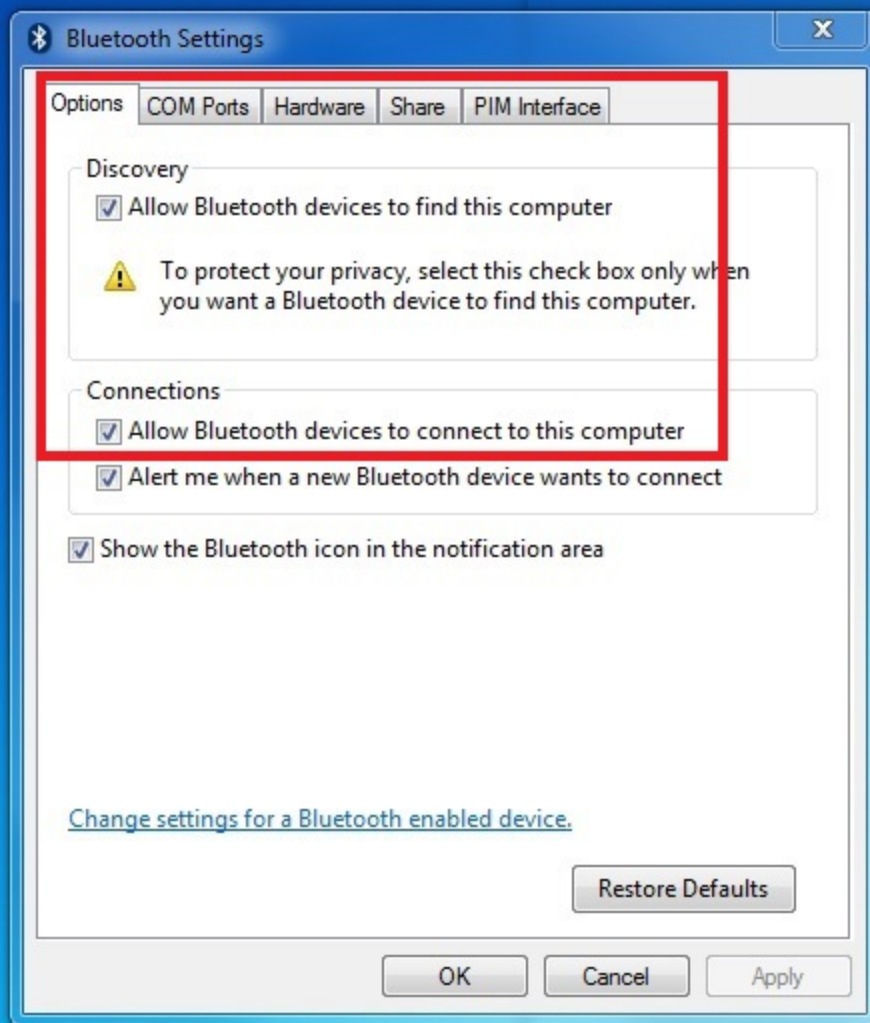 Bluetooth Settings
Options COM Ports Hardware Share PIM Interface
Discovery
Allow Bluetooth devices to find this computer
To protect your privacy, select this check box only when
you want a Bluetooth device to find this computer.
Connections
Allow Bluetooth devices to connect to this computer
Alert me when a new Bluetooth device wants to connect
Show the Bluetooth icon in the notification area
Change settings for a Bluetooth enabled device.
Restore Defaults
OK Cancel Apply